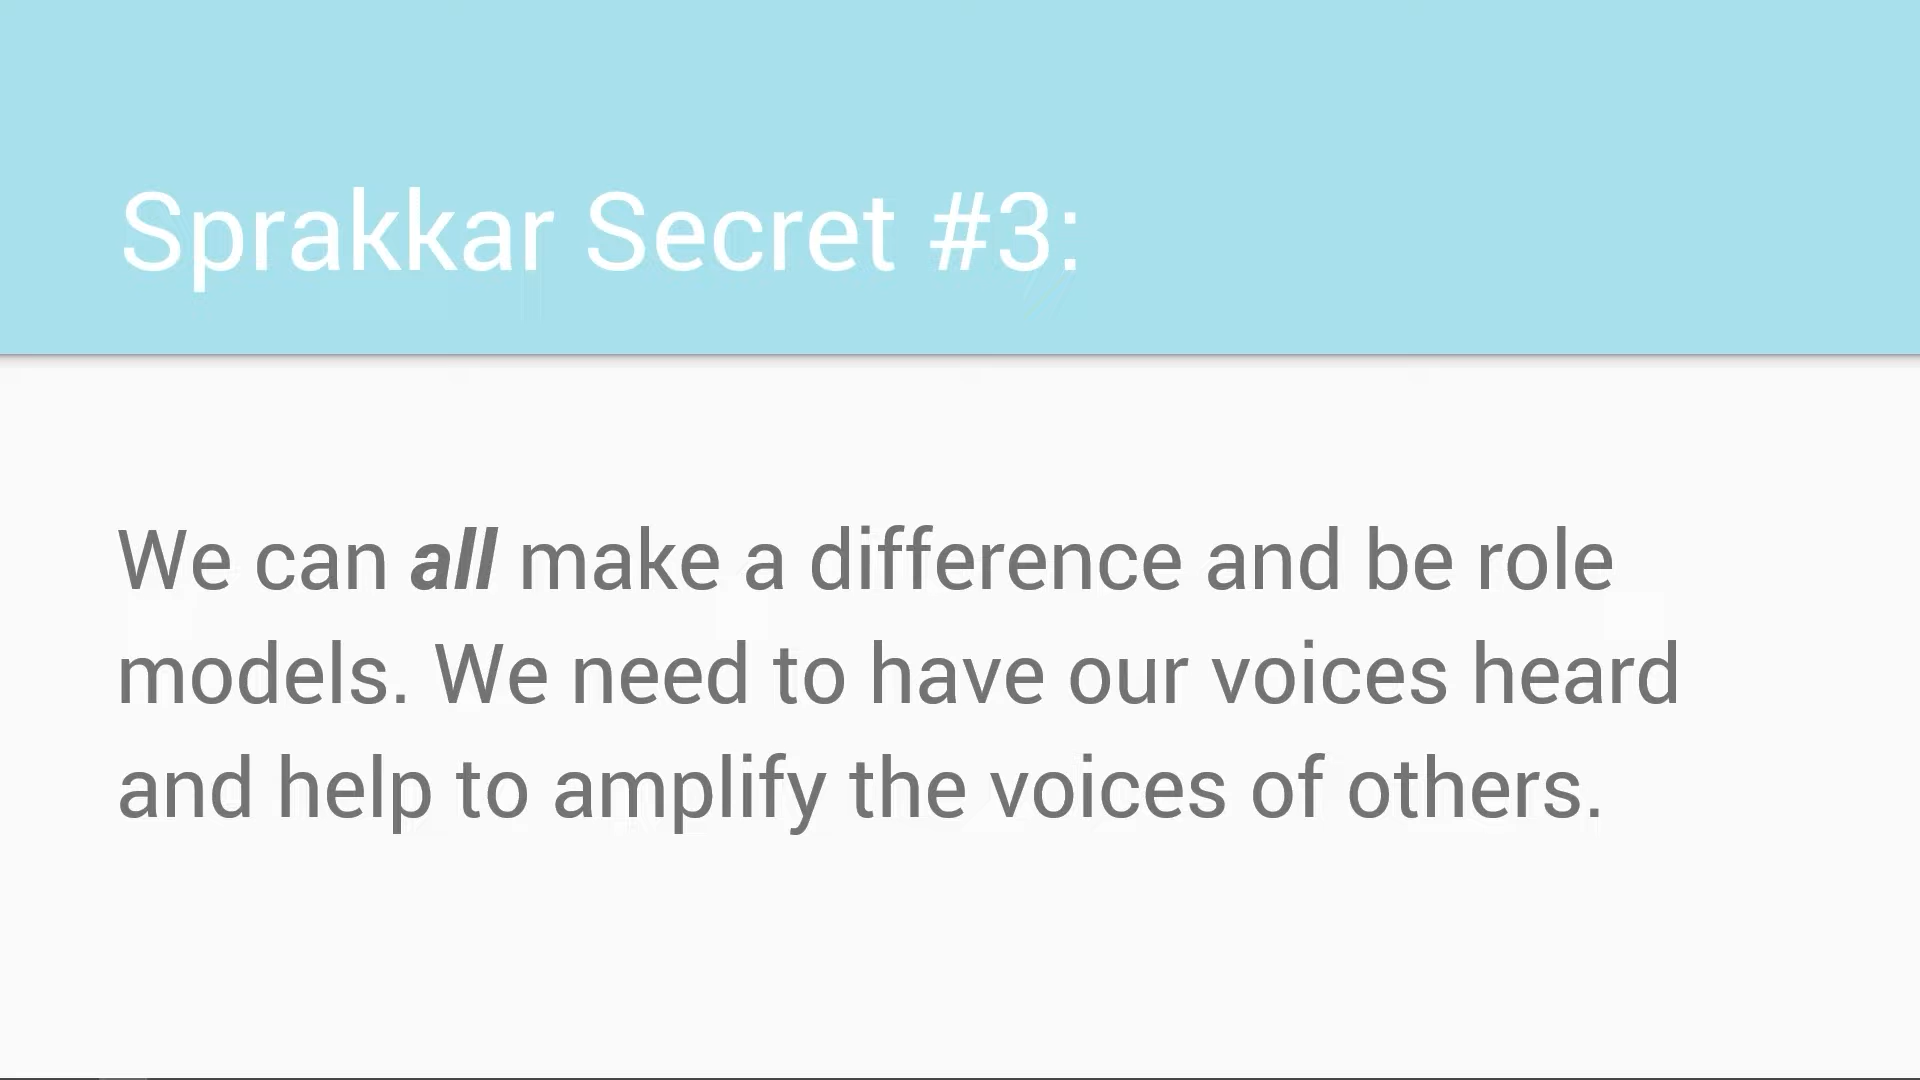 Sprakkar Secret #3:
We can all make a difference and be role
models. We need to have our voices heard
and help to amplify the voices of others.